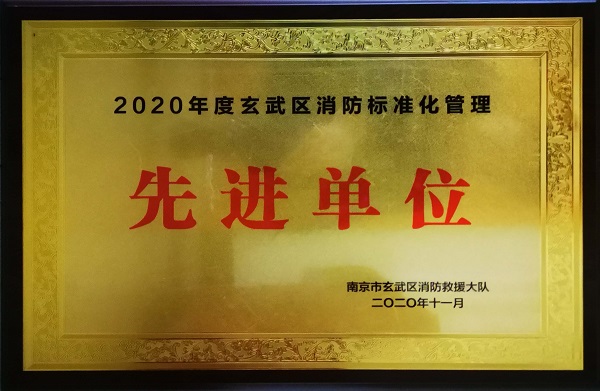 2020年度玄武区消防标准化管理
先进单位
南京市玄武区消防救援大队
二〇二〇年十一月